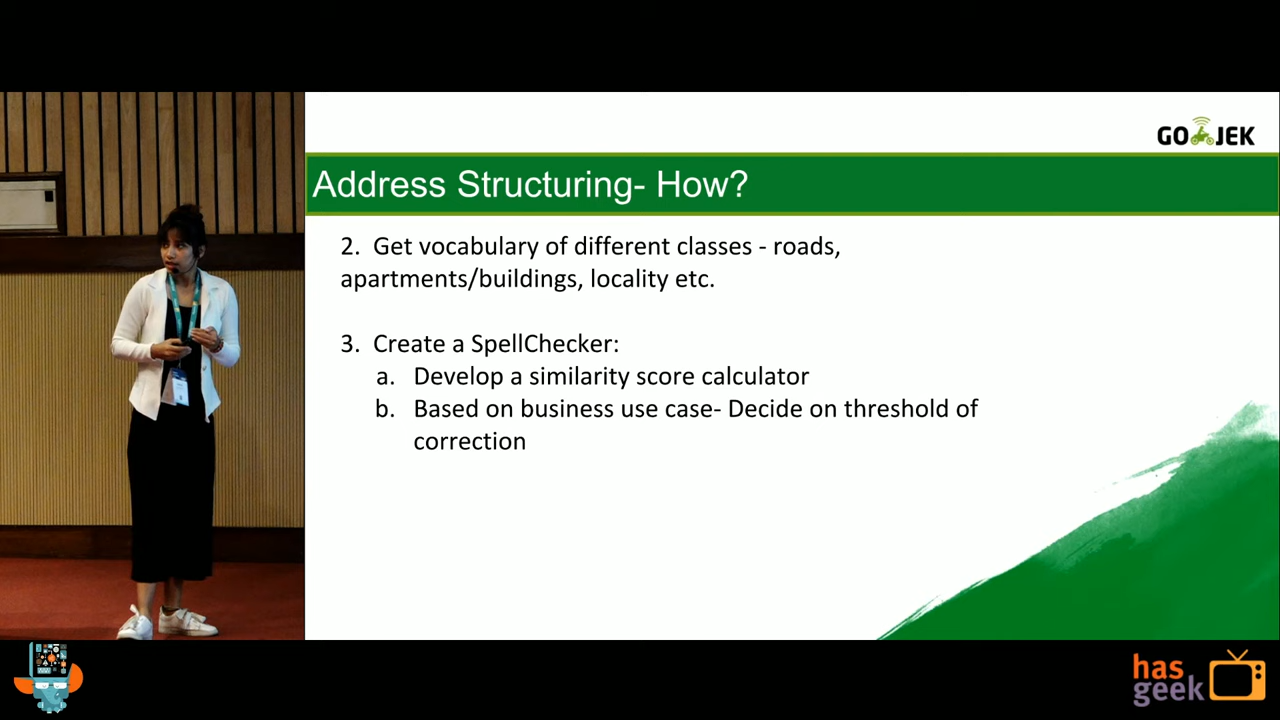 GO JEK
Address Structuring- How?
2. Get vocabulary of different classes - roads,
apartments/buildings, locality etc.
3. Create a SpellChecker:
a. Develop a similarity score calculator
b. Based on business use case- Decide on threshold of
correction
has
geek